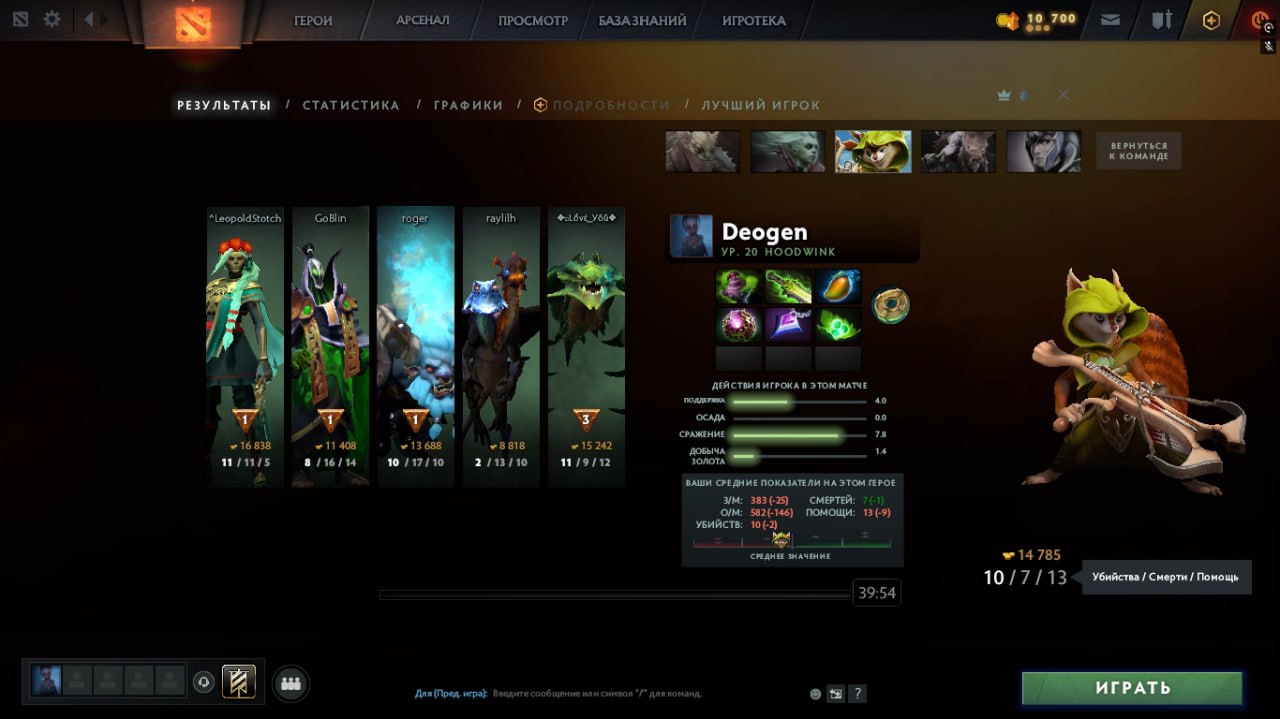 ГЕРОИ
АРСЕНАЛ
ПРОСМОТР
БАЗА ЗНАНИЙ
ИГРОТЕКА
10 700
РЕЗУЛЬТАТЫ / СТАТИСТИКА / ГРАФИКИ / ПОДРОБНОСТИ / ЛУЧШИЙ ИГРОК
ВЕРНУТЬСЯ
К КОМАНДЕ
^LeopoldStotch
1
16 838
11 / 11 / 5
GoBlin
1
11 408
8 / 16 / 14
roger
1
13 688
10 / 17 / 10
raylilh
8 818
2 / 13 / 10
3
15 242
11 / 9 / 12
Deogen
УР. 20 HOODWINK
ДЕЙСТВИЯ ИГРОКА В ЭТОМ МАТЧЕ
ПОДДЕРЖКА 4.0
ОСАДА 0.0
СРАЖЕНИЕ 7.8
ДОБЫЧА
ЗОЛОТА 1.4
ВАШИ СРЕДНИЕ ПОКАЗАТЕЛИ НА ЭТОМ ГЕРОЕ
З/М: 383 (-25) СМЕРТЕЙ: 7 (-1)
О/М: 582 (-146) ПОМОЩИ: 13 (-9)
УБИЙСТВ: 10 (-2)
СРЕДНЕЕ ЗНАЧЕНИЕ
14 785
10 / 7 / 13
Убийства / Смерти / Помощь
39:54
Для (Пред. игра): Введите сообщение или символ "/" для команд.
?
ИГРАТЬ